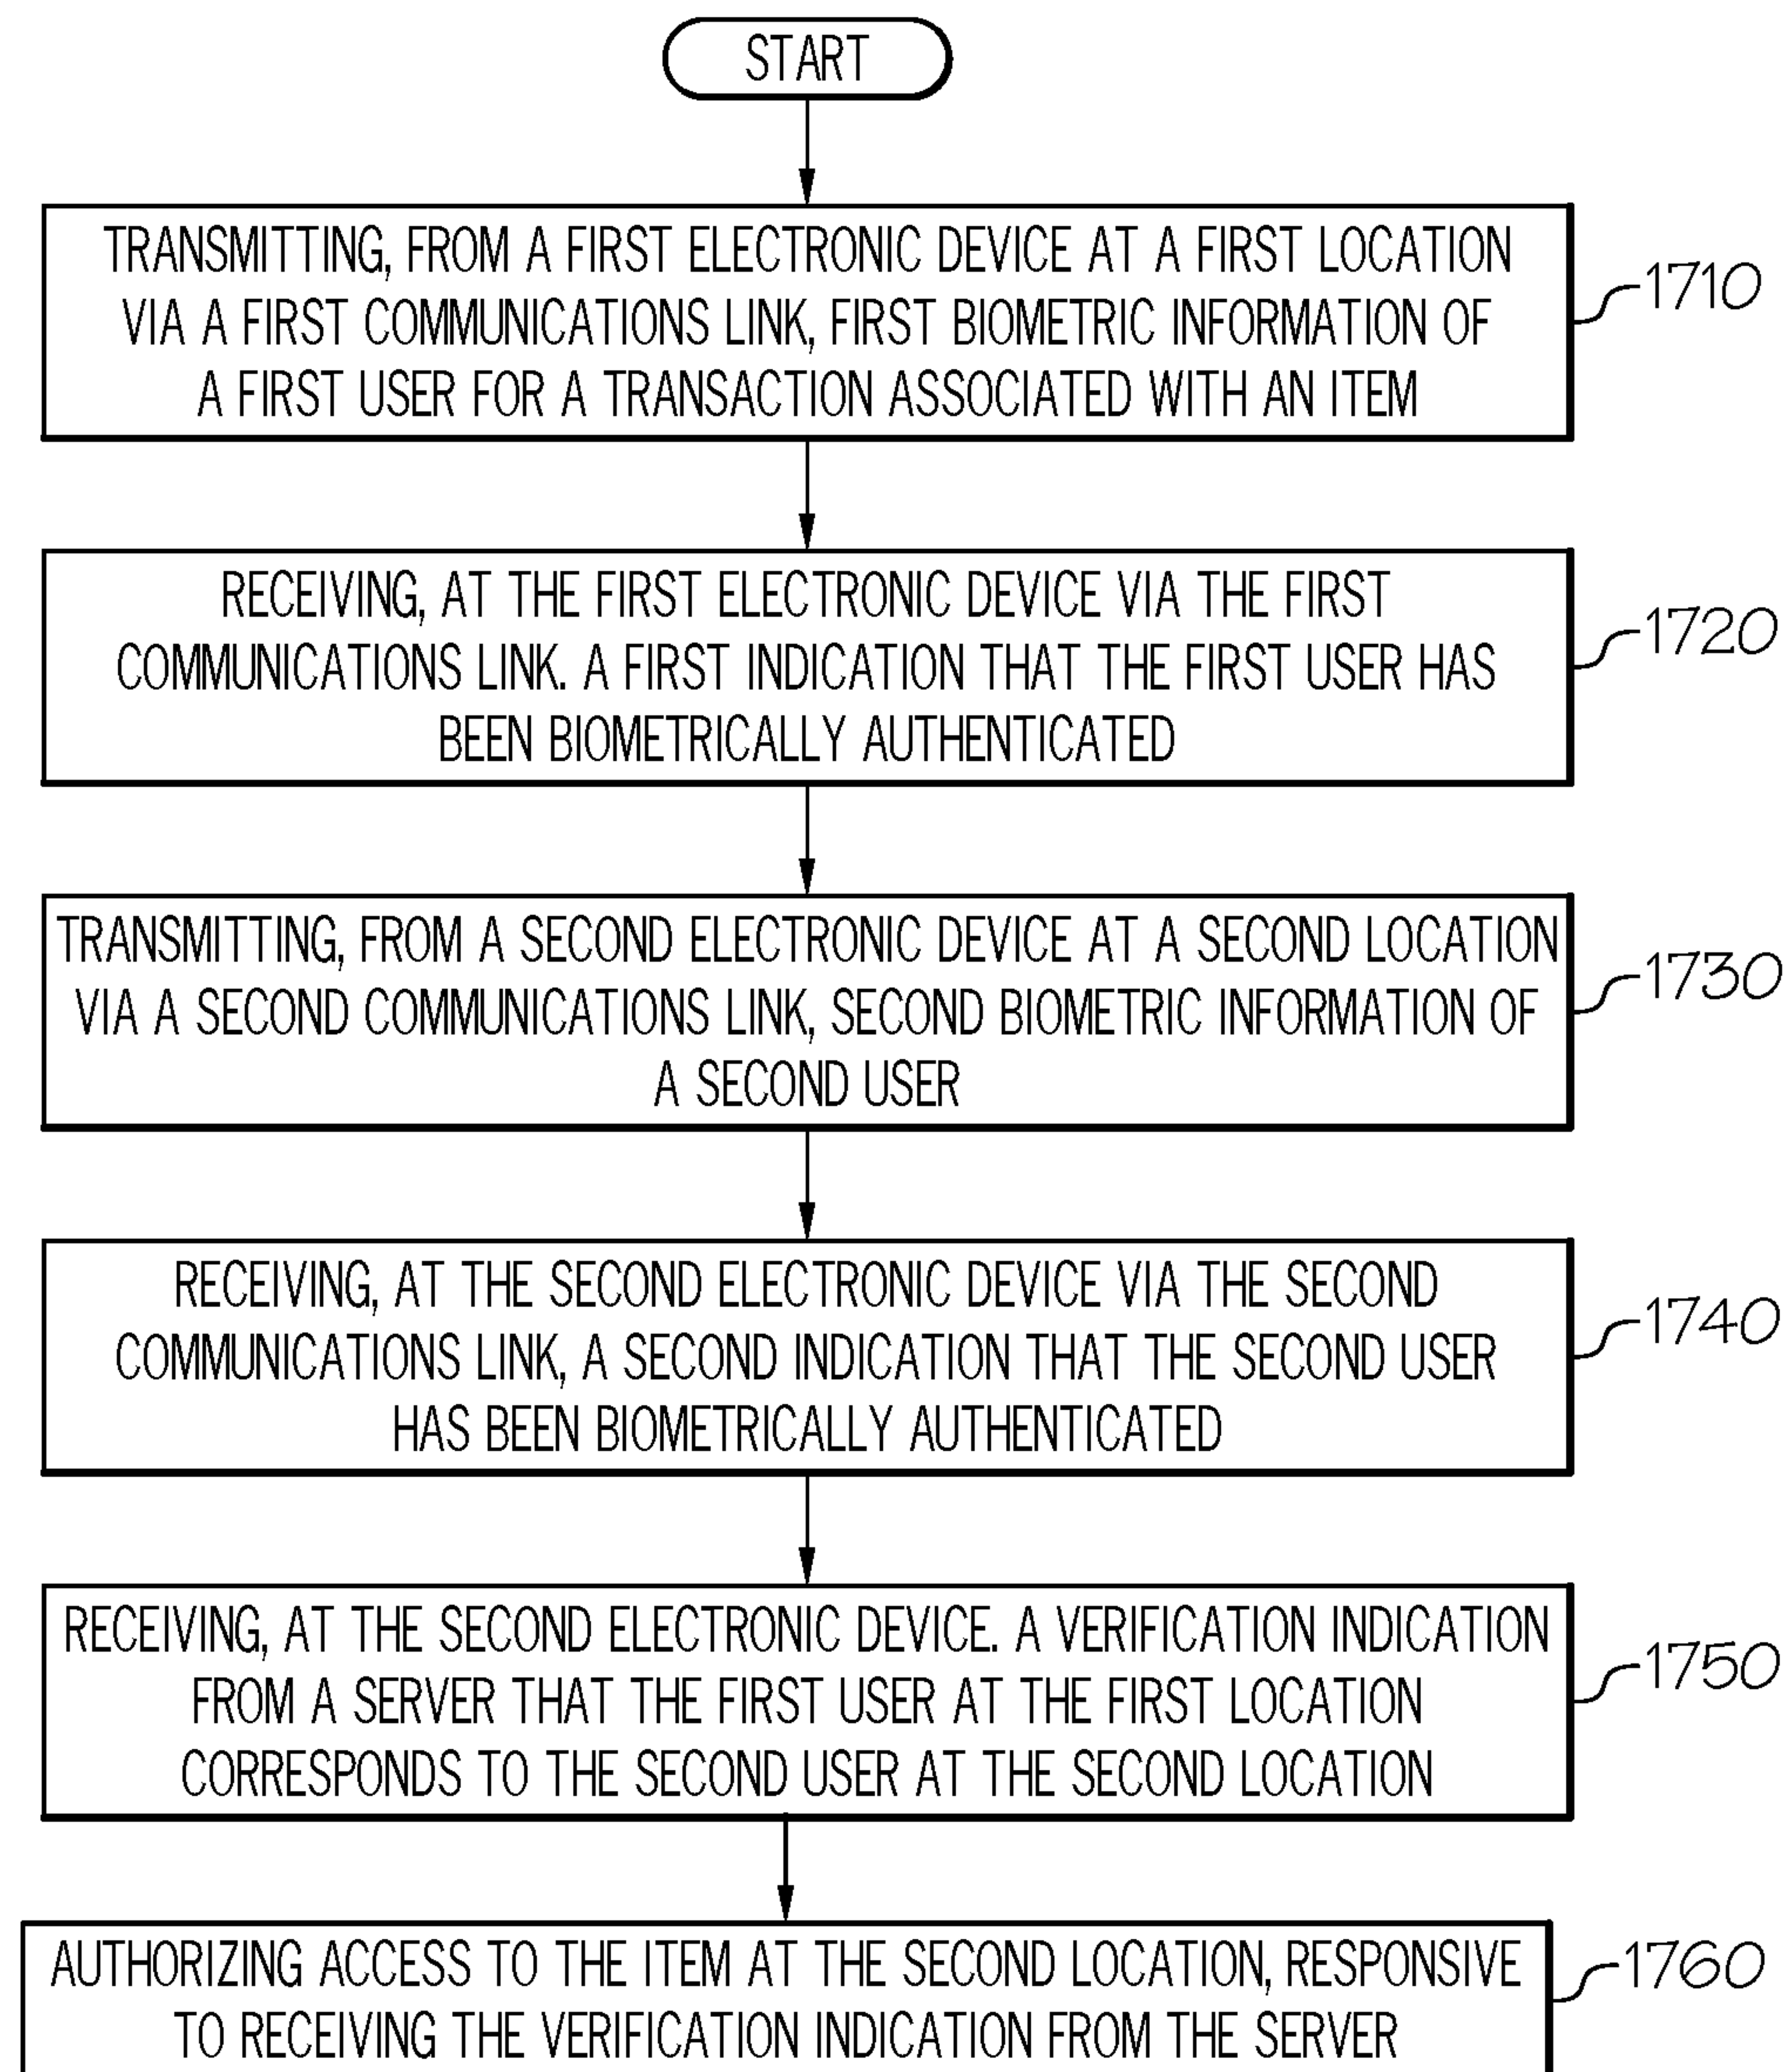 START
TRANSMITTING, FROM A FIRST ELECTRONIC DEVICE AT A FIRST LOCATION
VIA A FIRST COMMUNICATIONS LINK, FIRST BIOMETRIC INFORMATION OF
A FIRST USER FOR A TRANSACTION ASSOCIATED WITH AN ITEM
1710
RECEIVING, AT THE FIRST ELECTRONIC DEVICE VIA THE FIRST
COMMUNICATIONS LINK. A FIRST INDICATION THAT THE FIRST USER HAS
BEEN BIOMETRICALLY AUTHENTICATED
1720
TRANSMITTING, FROM A SECOND ELECTRONIC DEVICE AT A SECOND LOCATION
VIA A SECOND COMMUNICATIONS LINK, SECOND BIOMETRIC INFORMATION OF
A SECOND USER
1730
RECEIVING, AT THE SECOND ELECTRONIC DEVICE VIA THE SECOND
COMMUNICATIONS LINK, A SECOND INDICATION THAT THE SECOND USER
HAS BEEN BIOMETRICALLY AUTHENTICATED
1740
RECEIVING, AT THE SECOND ELECTRONIC DEVICE. A VERIFICATION INDICATION
FROM A SERVER THAT THE FIRST USER AT THE FIRST LOCATION
CORRESPONDS TO THE SECOND USER AT THE SECOND LOCATION
1750
AUTHORIZING ACCESS TO THE ITEM AT THE SECOND LOCATION, RESPONSIVE
TO RECEIVING THE VERIFICATION INDICATION FROM THE SERVER
1760